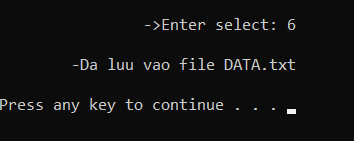 ->Enter select: 6
-Da luu vao file DATA.txt
Press any key to continue . . .